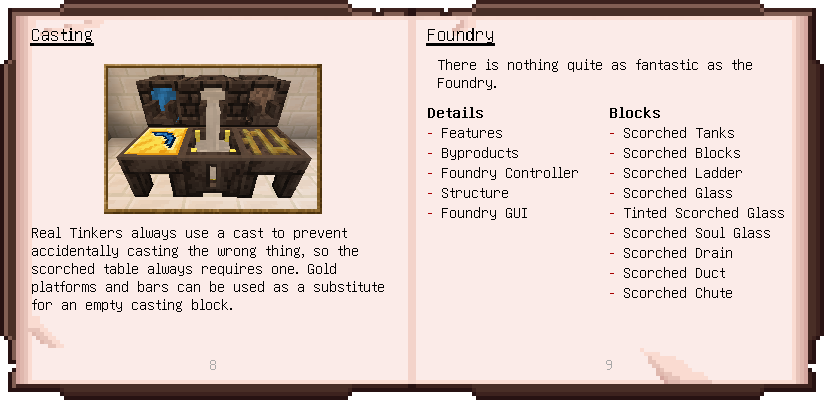 Casting
Real Tinkers always use a cast to prevent
accidentally casting the wrong thing, so the
scorched table always requires one. Gold
platforms and bars can be used as a substitute
for an empty casting block.
8
Foundry
There is nothing quite as fantastic as the
Foundry.
Details
- Features
- Byproducts
- Foundry Controller
- Structure
- Foundry GUI
Blocks
- Scorched Tanks
- Scorched Blocks
- Scorched Ladder
- Scorched Glass
- Tinted Scorched Glass
- Scorched Soul Glass
- Scorched Drain
- Scorched Duct
- Scorched Chute
9